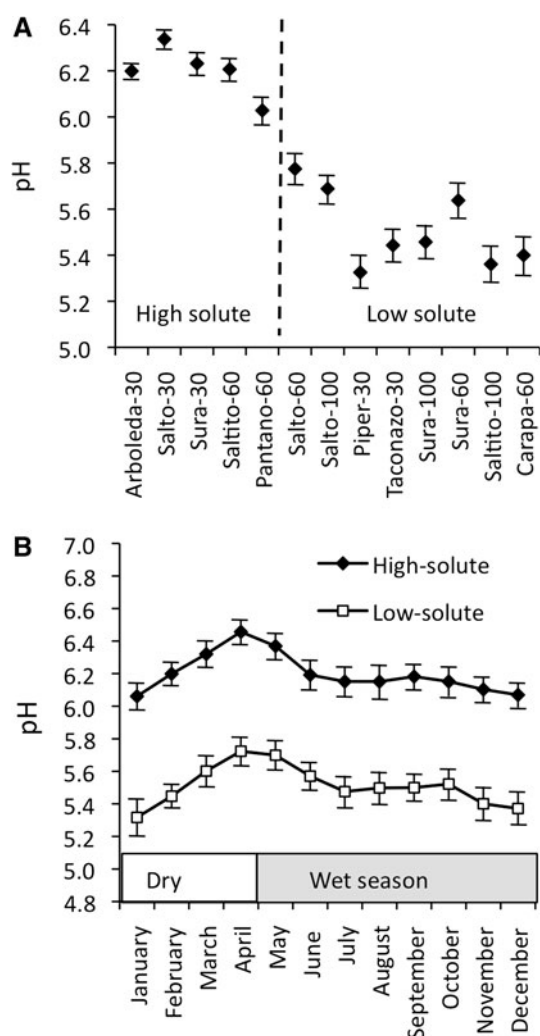 A
6.4
6.2
6.0
5.8
5.6
5.4
5.2
5.0
pH
High solute
Low solute
Arboleda-30
Salto-30
Sura-30
Saltito-60
Pantano-60
Salto-60
Salto-100
Piper-30
Taconazo-30
Sura-100
Sura-60
Saltito-100
Carapa-60
B
7.0
6.8
6.6
6.4
6.2
6.0
5.8
5.6
5.4
5.2
5.0
4.8
pH
High-solute
Low-solute
Dry
Wet season
January
February
March
April
May
June
July
August
September
October
November
December